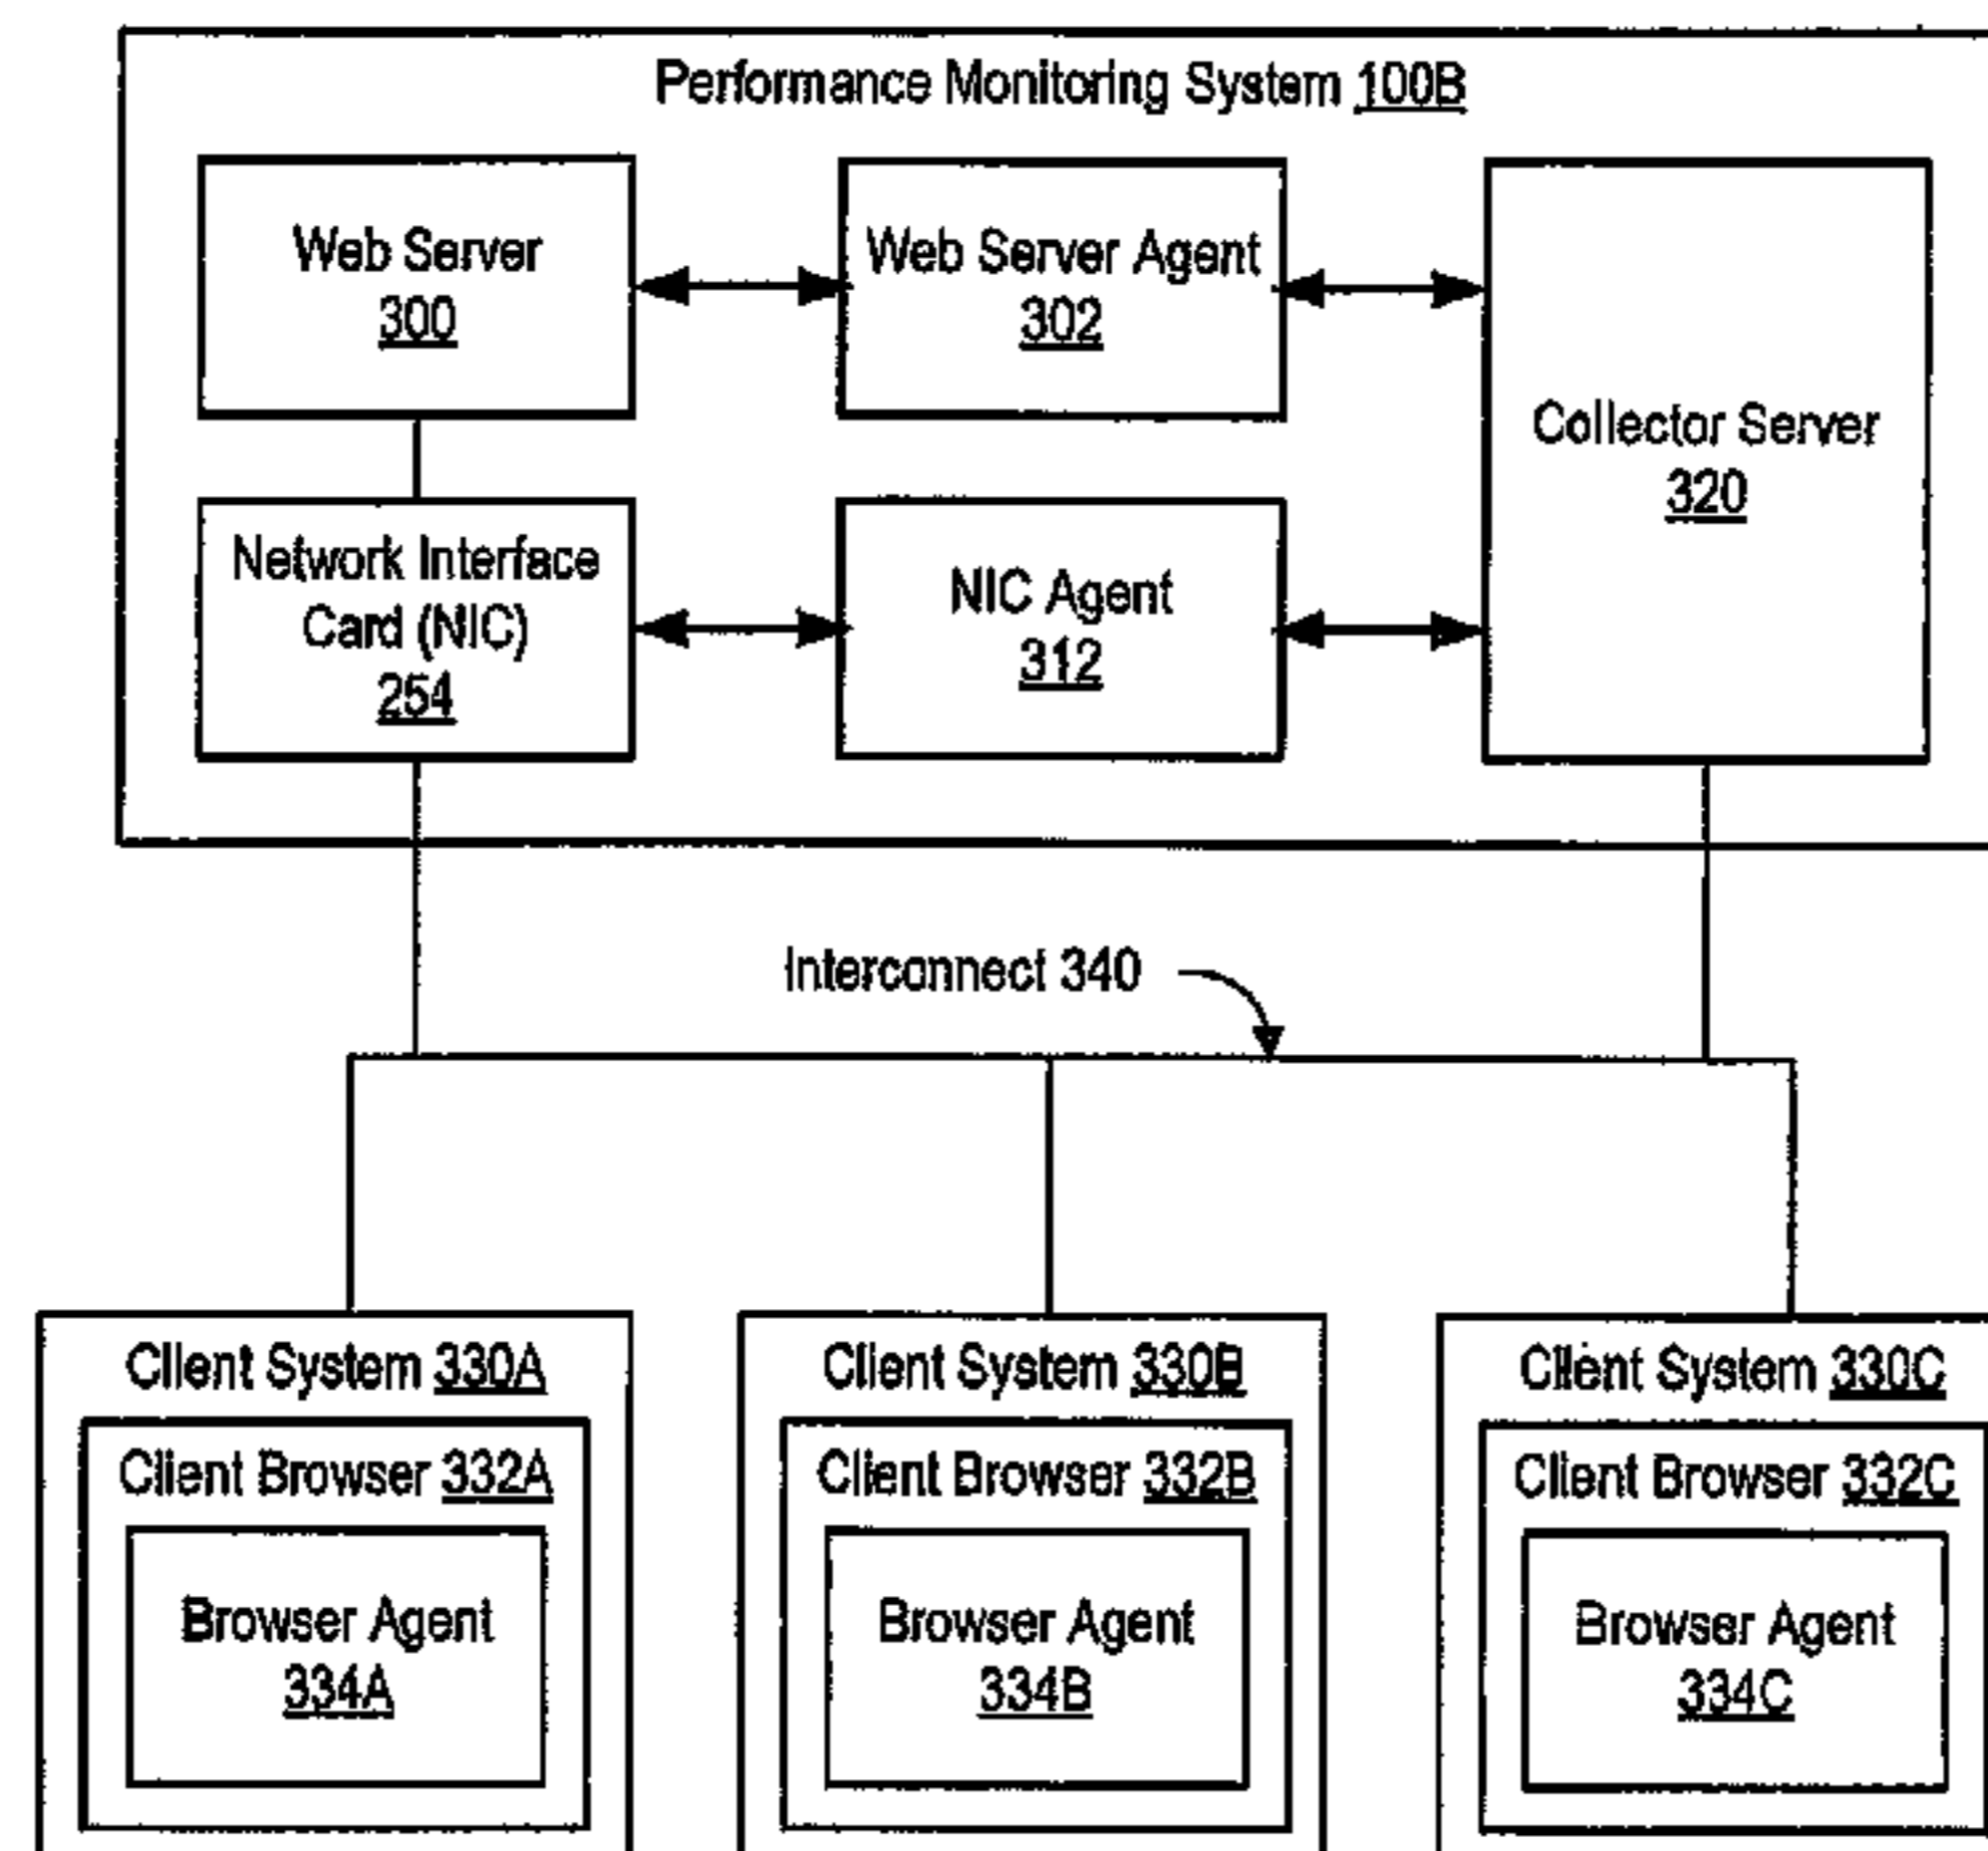 Performance Monitoring System 100B
Web Server
300
Web Server Agent
302
Collector Server
320
Network Interface
Card (NIC)
254
NIC Agent
312
Interconnect 340
Client System 330A
Client Browser 332A
Browser Agent
334A
Client System 330B
Client Browser 332B
Browser Agent
334B
Client System 330C
Client Browser 332C
Browser Agent
334C